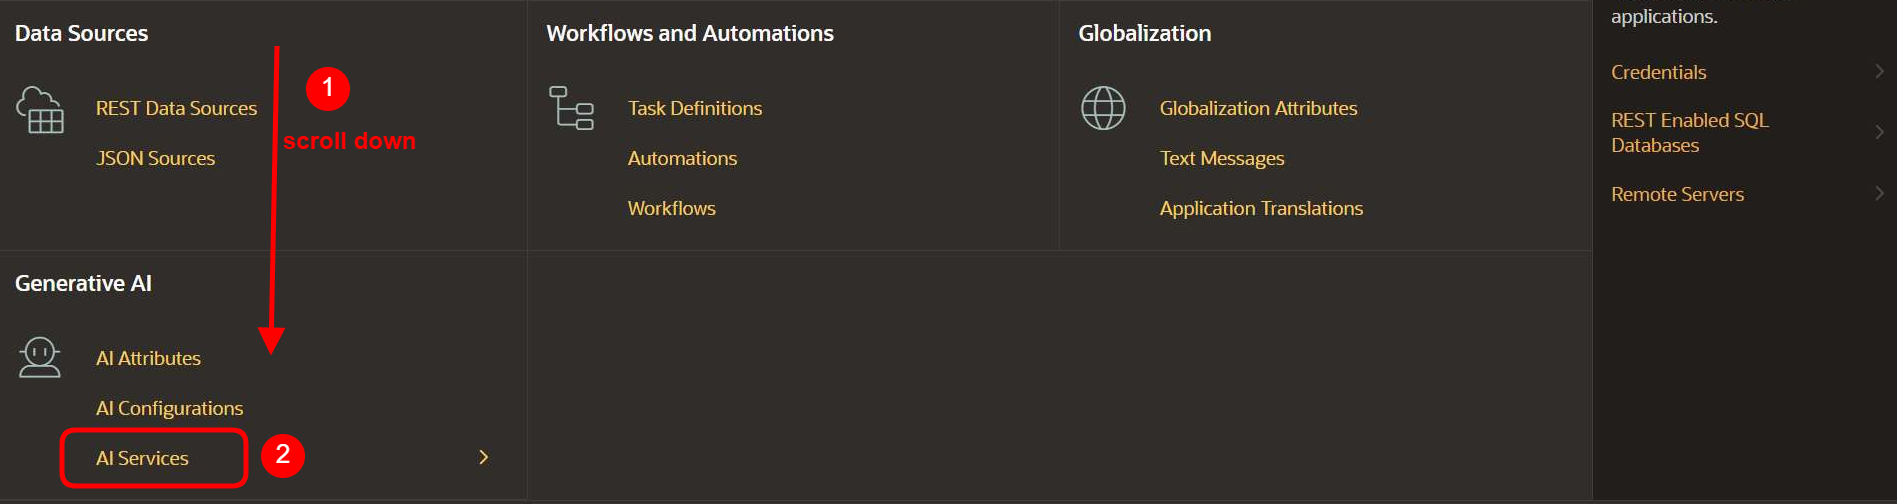 Data Sources
REST Data Sources
JSON Sources
1
scroll down
Workflows and Automations
Task Definitions
Automations
Workflows
Globalization
Globalization Attributes
Text Messages
Application Translations
Generative AI
AI Attributes
AI Configurations
AI Services
2
applications.
Credentials
REST Enabled SQL
Databases
Remote Servers